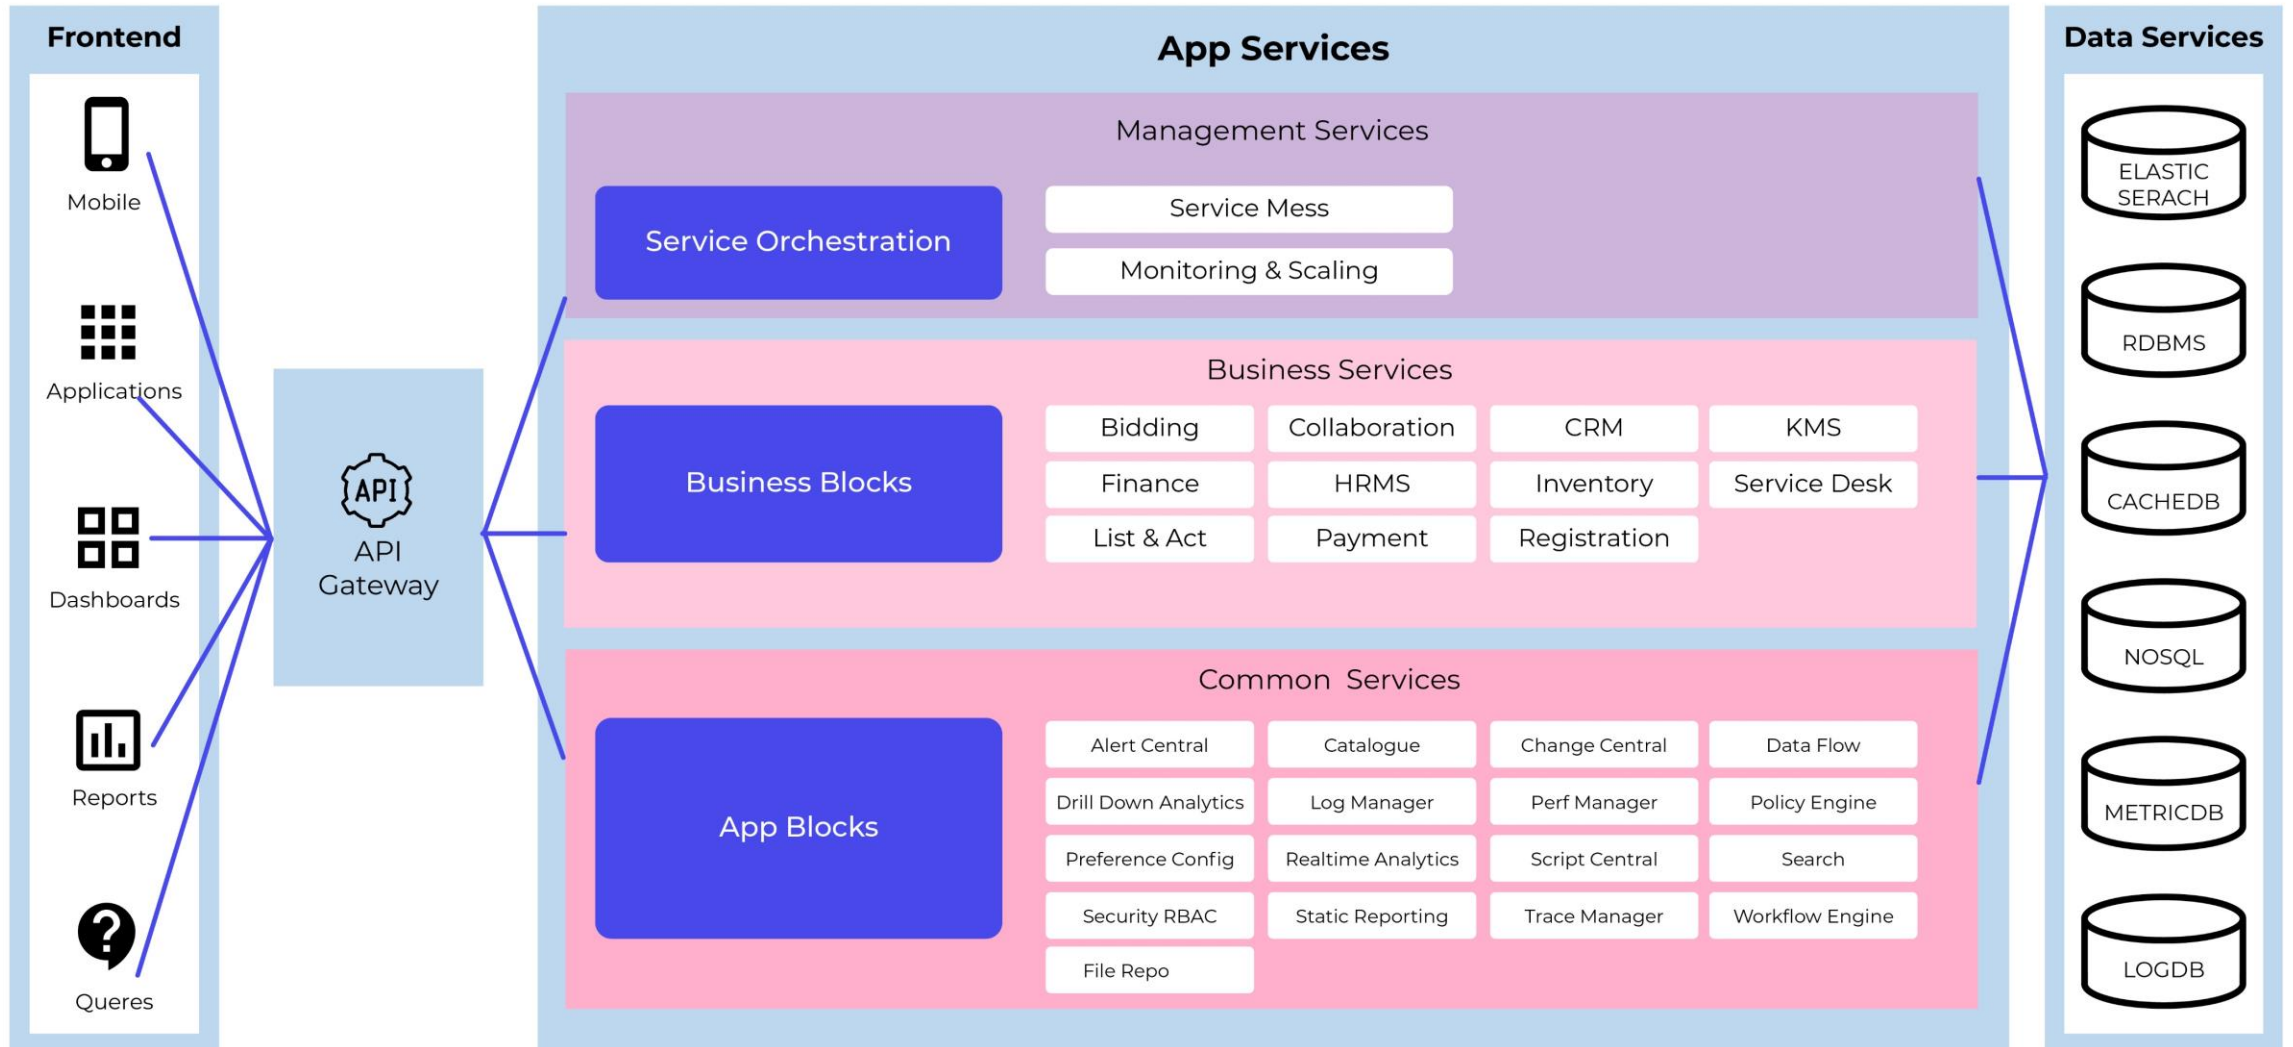 Frontend
Mobile
Applications
Dashboards
Reports
Queres
API
API
Gateway
App Services
Management Services
Service Orchestration
Service Mess
Monitoring & Scaling
Business Services
Business Blocks
Bidding
Collaboration
CRM
KMS
Finance
HRMS
Inventory
Service Desk
List & Act
Payment
Registration
Common Services
App Blocks
Alert Central
Catalogue
Change Central
Data Flow
Drill Down Analytics
Log Manager
Perf Manager
Policy Engine
Preference Config
Realtime Analytics
Script Central
Search
Security RBAC
Static Reporting
Trace Manager
Workflow Engine
File Repo
Data Services
ELASTIC
SERACH
RDBMS
CACHEDB
NOSQL
METRICDB
LOGDB